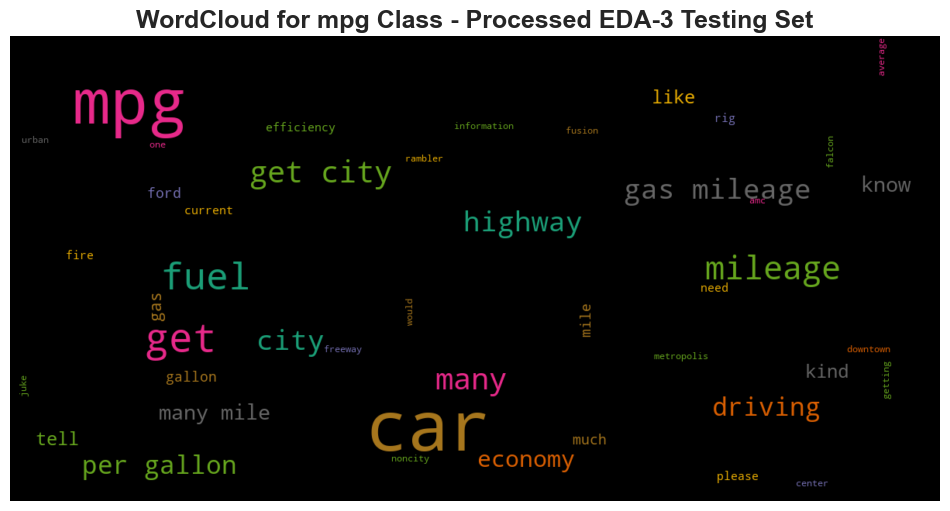 WordCloud for mpg Class - Processed EDA-3 Testing Set
average
mpg
like
rig
efficiency
information
fusion
urban
one
falcon
rambler
get city
gas mileage
know
ford
amc
current
highway
fire
fuel
mileage
need
gas
would
mile
get
city
freeway
metropolis
downtown
juke
gallon
many
kind
getting
many mile
car
driving
tell
much
per gallon
noncity
economy
please
center